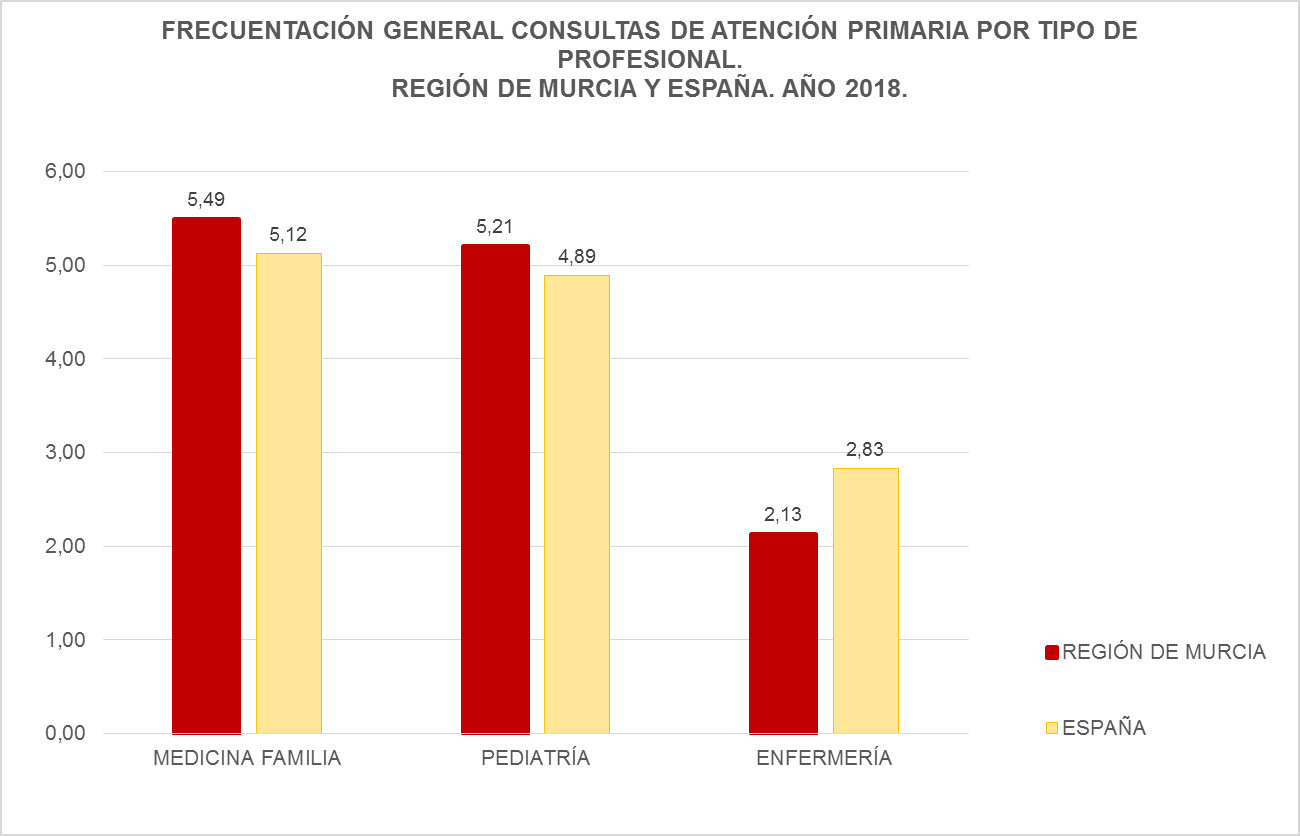 FRECUENTACIÓN GENERAL CONSULTAS DE ATENCIÓN PRIMARIA POR TIPO DE
PROFESIONAL.
REGIÓN DE MURCIA Y ESPAÑA. AÑO 2018.
6,00
5,00
4,00
3,00
2,00
1,00
0,00
5,49
5,12
5,21
4,89
2,13
2,83
MEDICINA FAMILIA
PEDIATRÍA
ENFERMERÍA
REGIÓN DE MURCIA
ESPAÑA